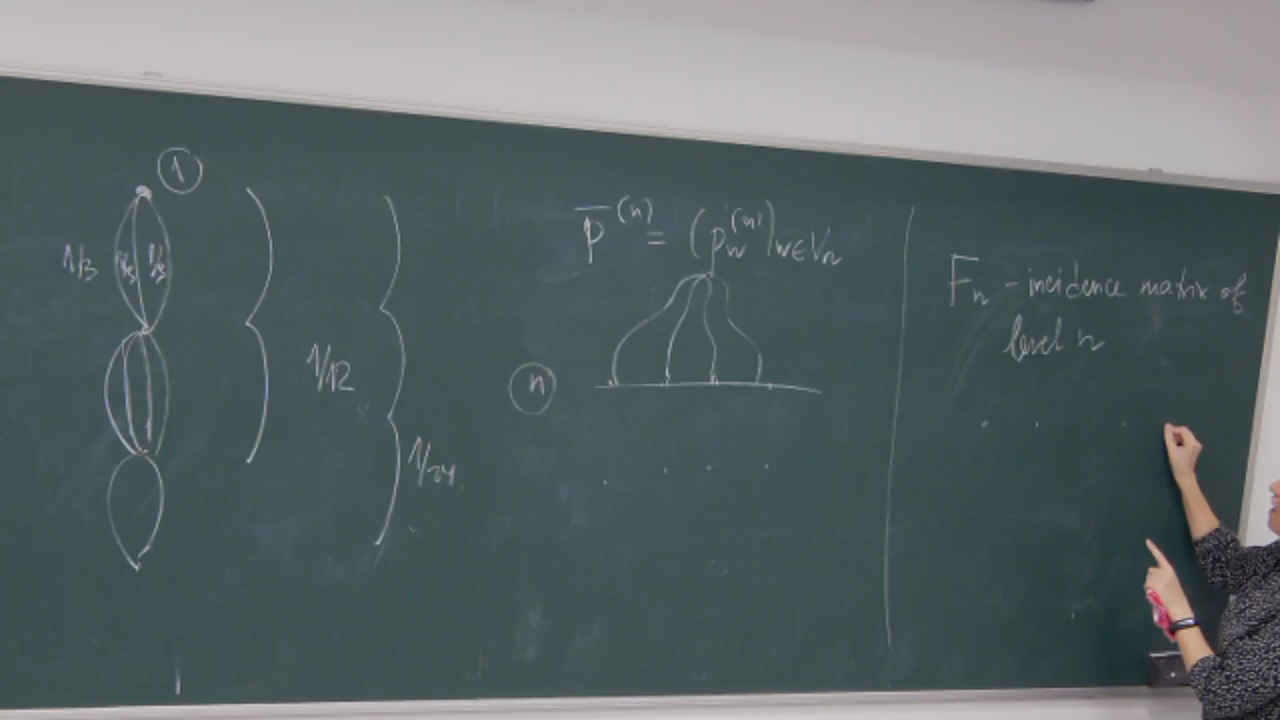 1
1/3 1/3 1/3
1/12
1/24
p̅^(n) = (p_w^(n))_{w∈V_n}
n
F_n - incidence matrix of
level n